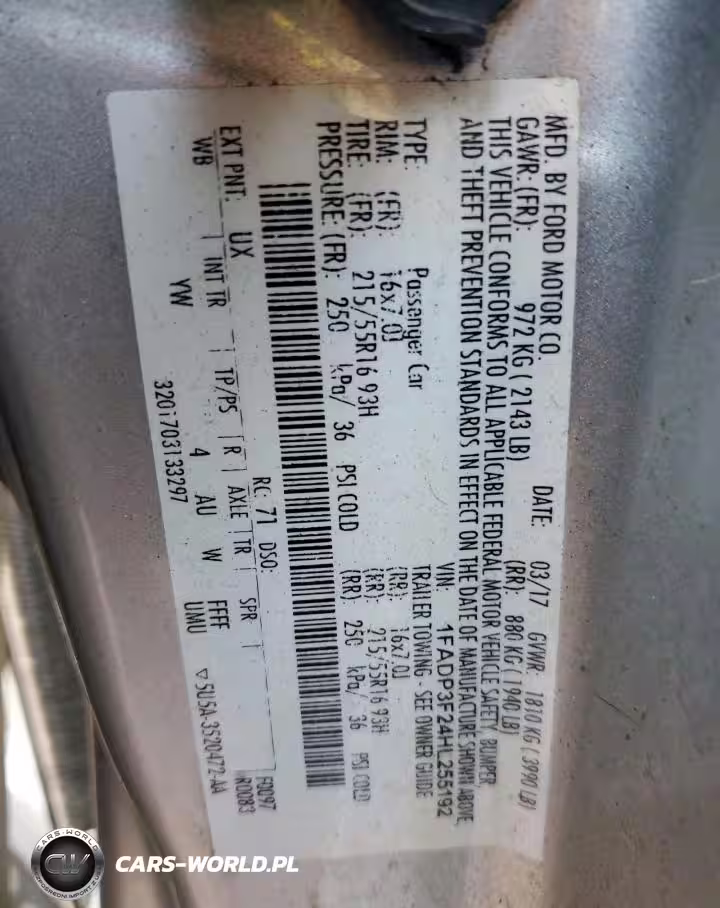 MFD. BY FORD MOTOR CO.
DATE: 03/17 GVWR: 1810 KG ( 3990 LB)
GAWR: (FR): 972 KG ( 2143 LB) (RR): 880 KG ( 1940 LB)
THIS VEHICLE CONFORMS TO ALL APPLICABLE FEDERAL MOTOR VEHICLE SAFETY, BUMPER
AND THEFT PREVENTION STANDARDS IN EFFECT ON THE DATE OF MANUFACTURE SHOWN ABOVE.
VIN: 1FADP3F24HL255192
TYPE: Passenger Car TRAILER TOWING - SEE OWNER GUIDE
RIM: (FR): 16x7.0J (RR): 16x7.0J
TIRE: (FR): 215/55R16 93H (RR): 215/55R16 93H
PRESSURE: (FR): 250 kPa/ 36 PSI COLD (RR): 250 kPa/ 36 PSI COLD
RC: 71 DSO: F0097
EXT PNT: UX R0083
WB INT TR TP/PS R AXLE TR SPR
YW 4 AU W FFFF
UMU
3201703133297 5U5A-3520472-AA
CARS-WORLD
CW
CARS-WORLD.PL